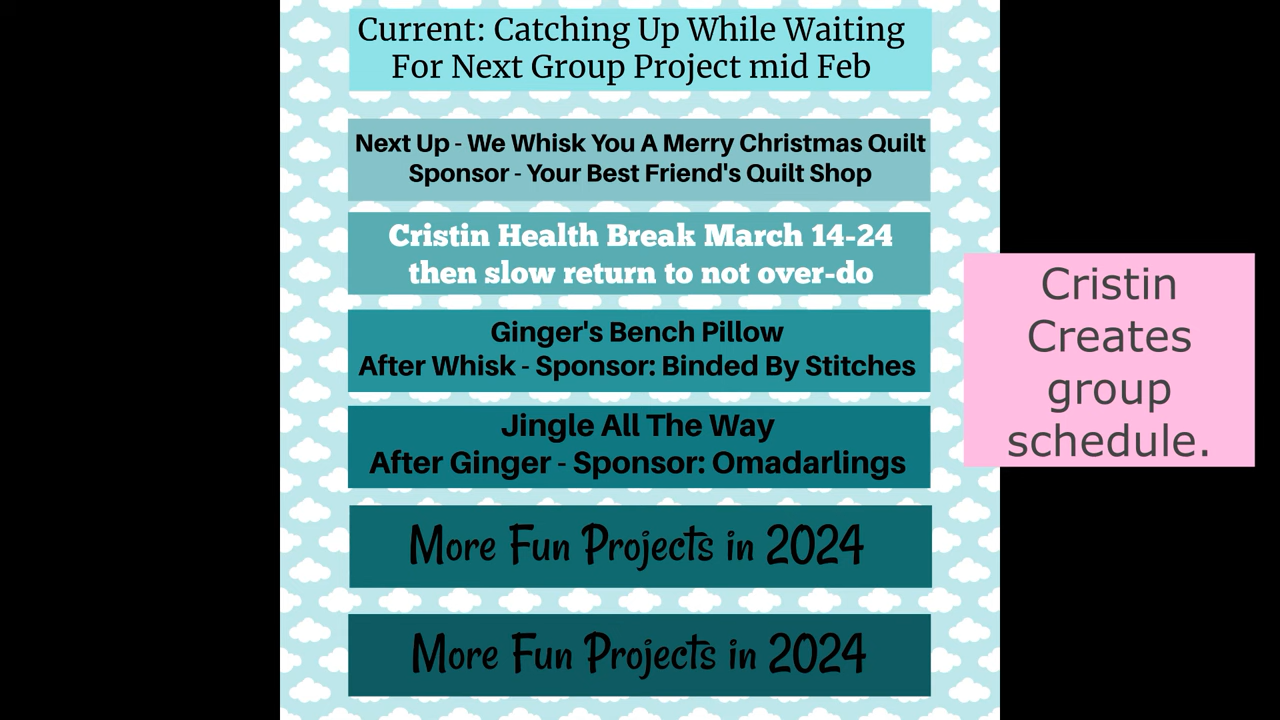 Current: Catching Up While Waiting
For Next Group Project mid Feb
Next Up - We Whisk You A Merry Christmas Quilt
Sponsor - Your Best Friend's Quilt Shop
Cristin Health Break March 14-24
then slow return to not over-do
Ginger's Bench Pillow
After Whisk - Sponsor: Binded By Stitches
Jingle All The Way
After Ginger - Sponsor: Omadarlings
More Fun Projects in 2024
More Fun Projects in 2024
Cristin
Creates
group
schedule.